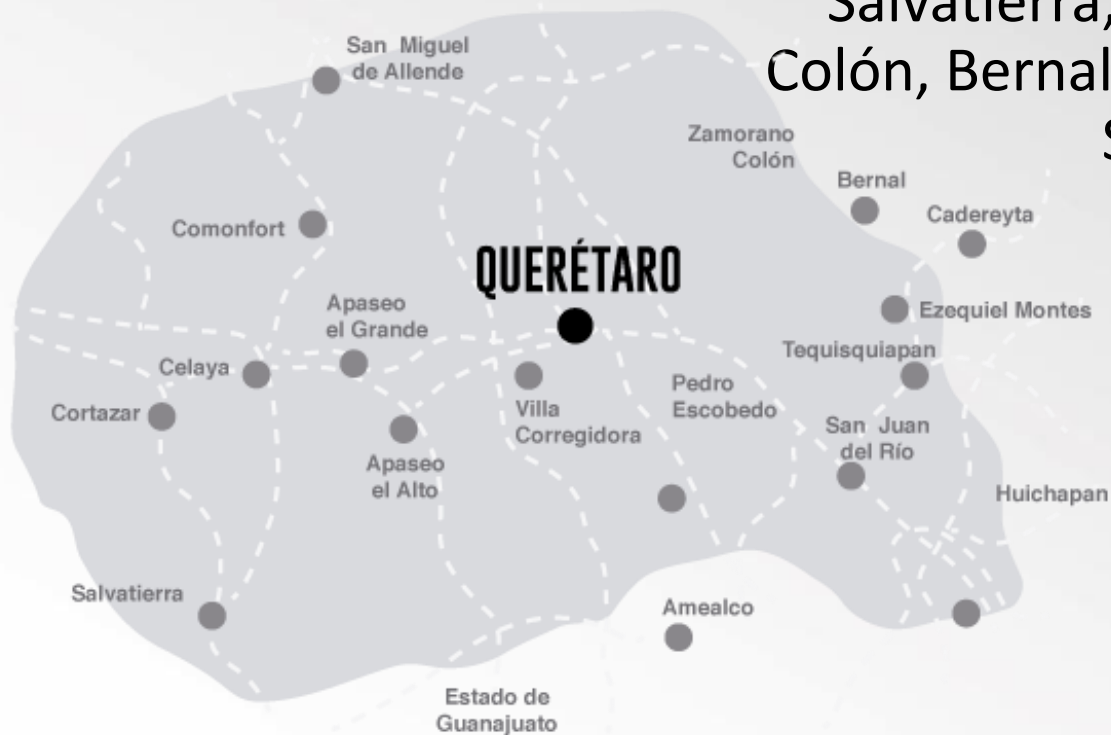 Salvatierra,
Colón, Bernal
S
San Miguel
de Allende
Zamorano
Colón
Bernal
Cadereyta
Comonfort
QUERÉTARO
Apaseo
el Grande
Ezequiel Montes
Tequisquiapan
Celaya
Pedro
Escobedo
Cortazar
Villa
Corregidora
San Juan
del Río
Apaseo
el Alto
Huichapan
Salvatierra
Amealco
Estado de
Guanajuato